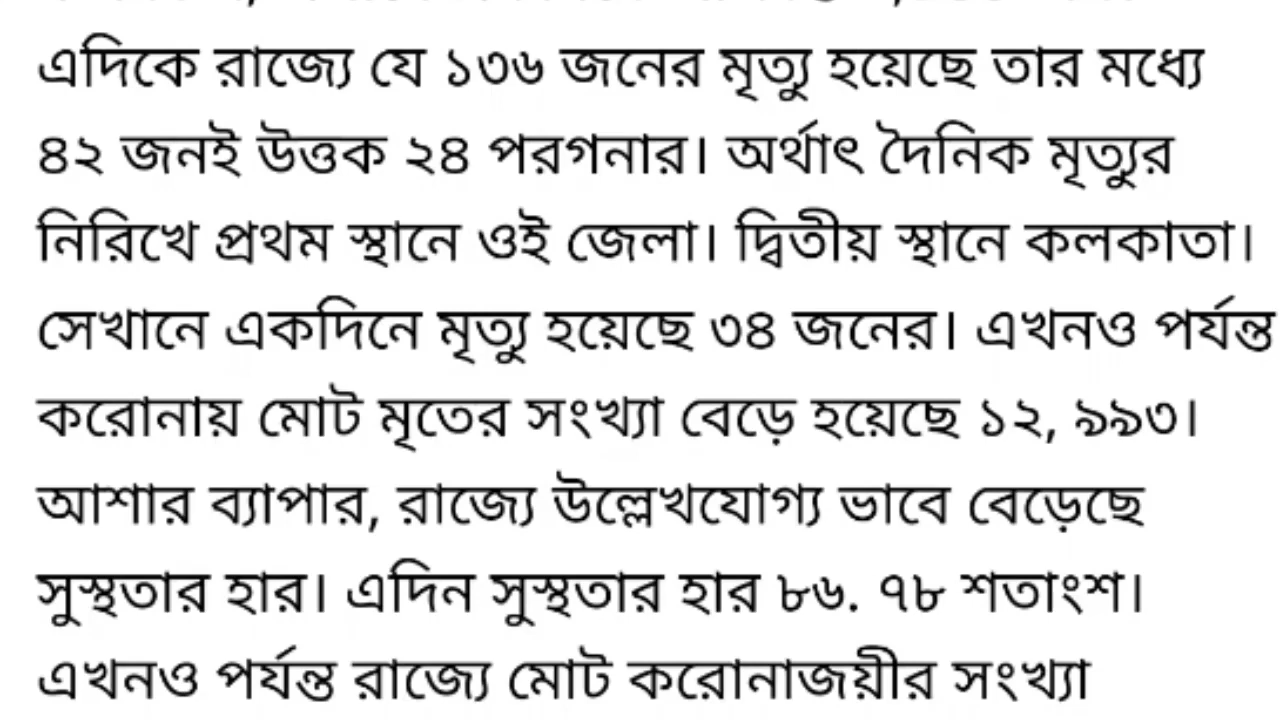 এদিকে রাজ্যে যে ১৩৬ জনের মৃত্যু হয়েছে তার মধ্যে
৪২ জনই উত্তক ২৪ পরগনার। অর্থাৎ দৈনিক মৃত্যুর
নিরিখে প্রথম স্থানে ওই জেলা। দ্বিতীয় স্থানে কলকাতা।
সেখানে একদিনে মৃত্যু হয়েছে ৩৪ জনের। এখনও পর্যন্ত
করোনায় মোট মৃতের সংখ্যা বেড়ে হয়েছে ১২, ৯৯৩।
আশার ব্যাপার, রাজ্যে উল্লেখযোগ্য ভাবে বেড়েছে
সুস্থতার হার। এদিন সুস্থতার হার ৮৬. ৭৮ শতাংশ।
এখনও পর্যন্ত রাজ্যে মোট করোনাজয়ীর সংখ্যা